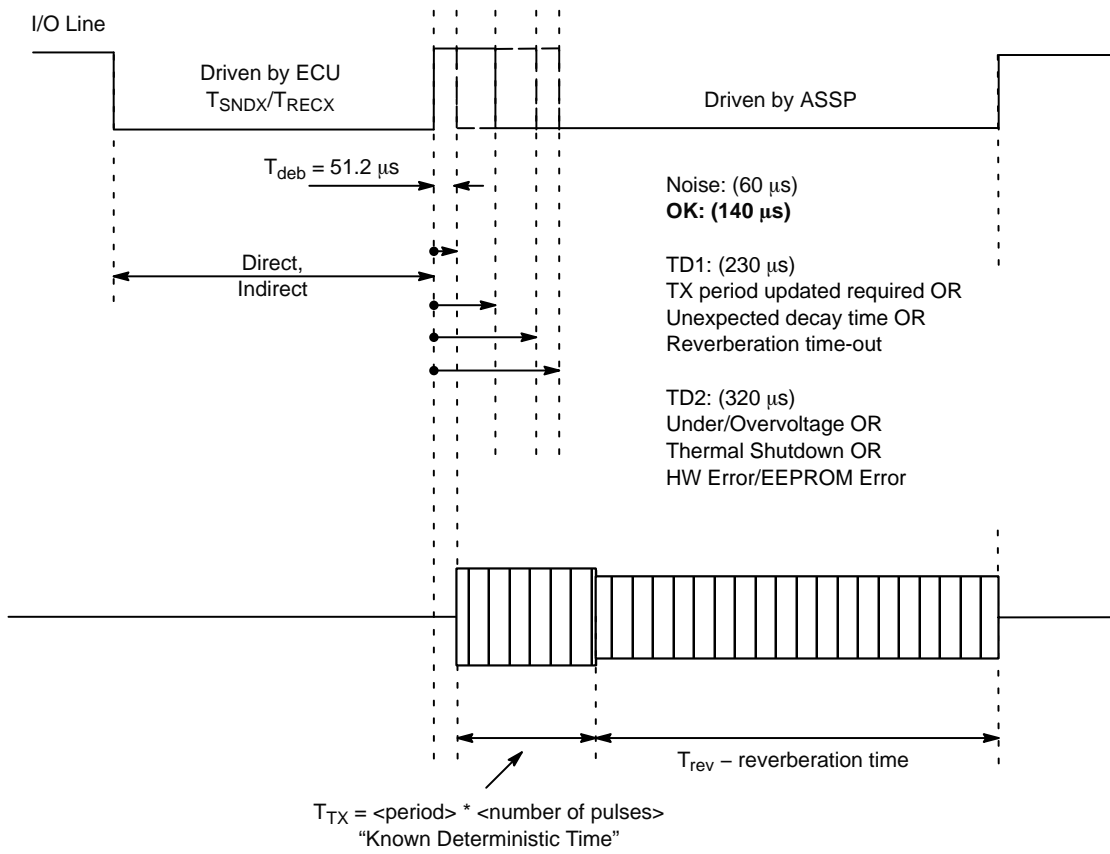 I/O Line
Driven by ECU
TSNDX/TRECX
Driven by ASSP
Tdeb = 51.2 μs
Noise: (60 μs)
OK: (140 μs)
Direct,
Indirect
TD1: (230 μs)
TX period updated required OR
Unexpected decay time OR
Reverberation time-out
TD2: (320 μs)
Under/Overvoltage OR
Thermal Shutdown OR
HW Error/EEPROM Error
Trev – reverberation time
TTX = <period> * <number of pulses>
“Known Deterministic Time”